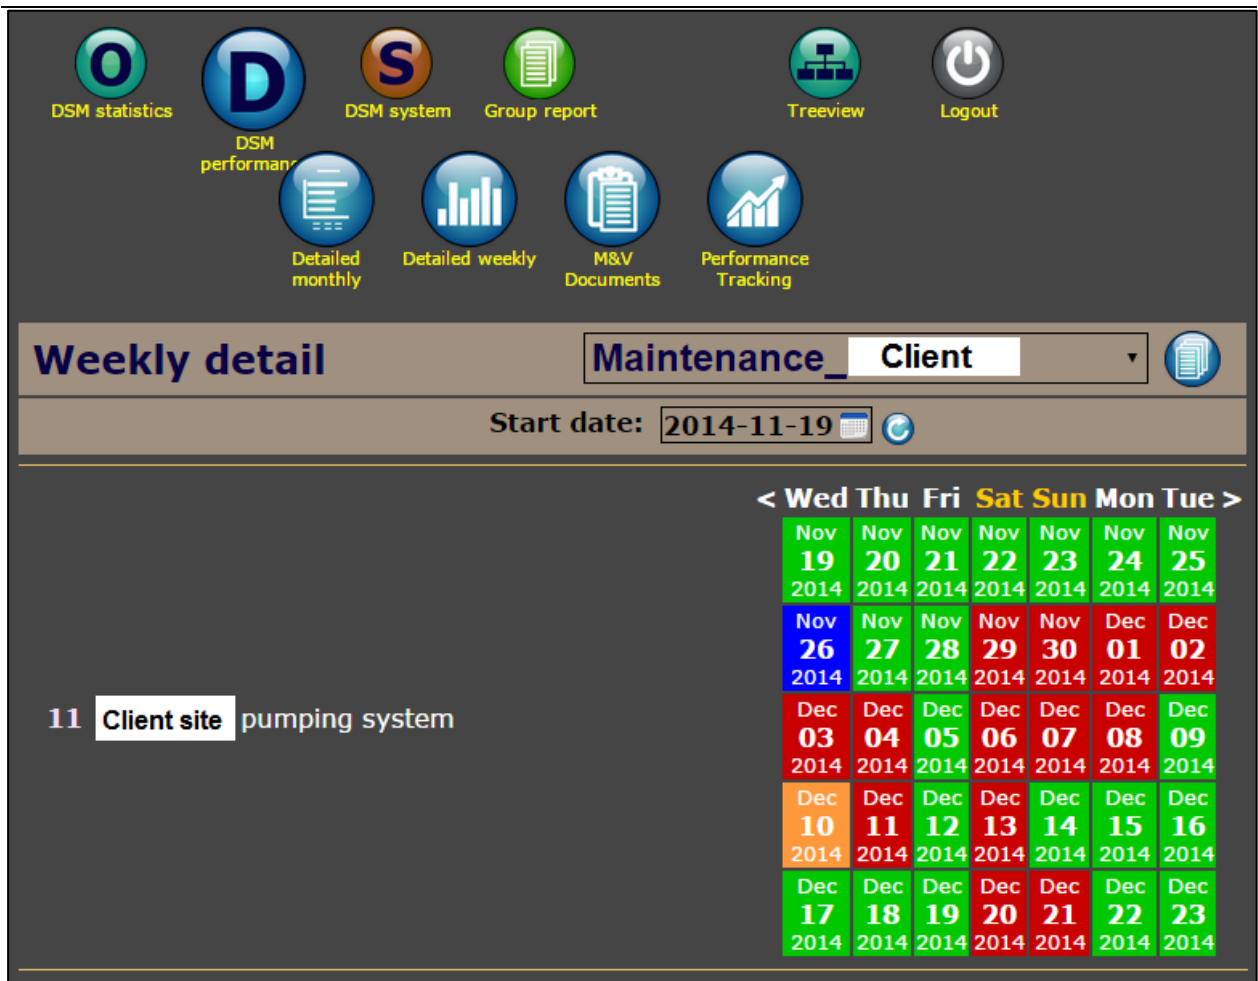 O D S
DSM statistics
DSM system
Group report
Treeview
Logout
DSM
performanc
Detailed
monthly
Detailed weekly
M&V
Documents
Performance
Tracking
Weekly detail
Maintenance_ Client
Start date: 2014-11-19
< Wed Thu Fri Sat Sun Mon Tue >
Nov Nov Nov Nov Nov Nov Nov
19 20 21 22 23 24 25
2014 2014 2014 2014 2014 2014 2014
Nov Nov Nov Nov Nov Dec Dec
26 27 28 29 30 01 02
2014 2014 2014 2014 2014 2014 2014
11 Client site pumping system
Dec Dec Dec Dec Dec Dec Dec
03 04 05 06 07 08 09
2014 2014 2014 2014 2014 2014 2014
Dec Dec Dec Dec Dec Dec Dec
10 11 12 13 14 15 16
2014 2014 2014 2014 2014 2014 2014
Dec Dec Dec Dec Dec Dec Dec
17 18 19 20 21 22 23
2014 2014 2014 2014 2014 2014 2014